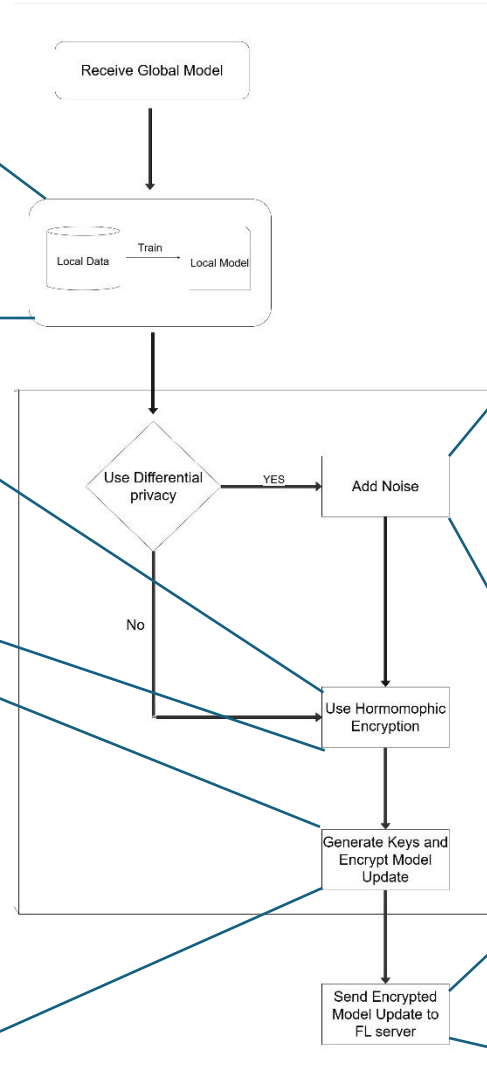 Receive Global Model
Train
Local Data
Local Model
Use Differential
privacy
YES
Add Noise
No
Use Hormomophic
Encryption
Generate Keys and
Encrypt Model
Update
Send Encrypted
Model Update to
FL server